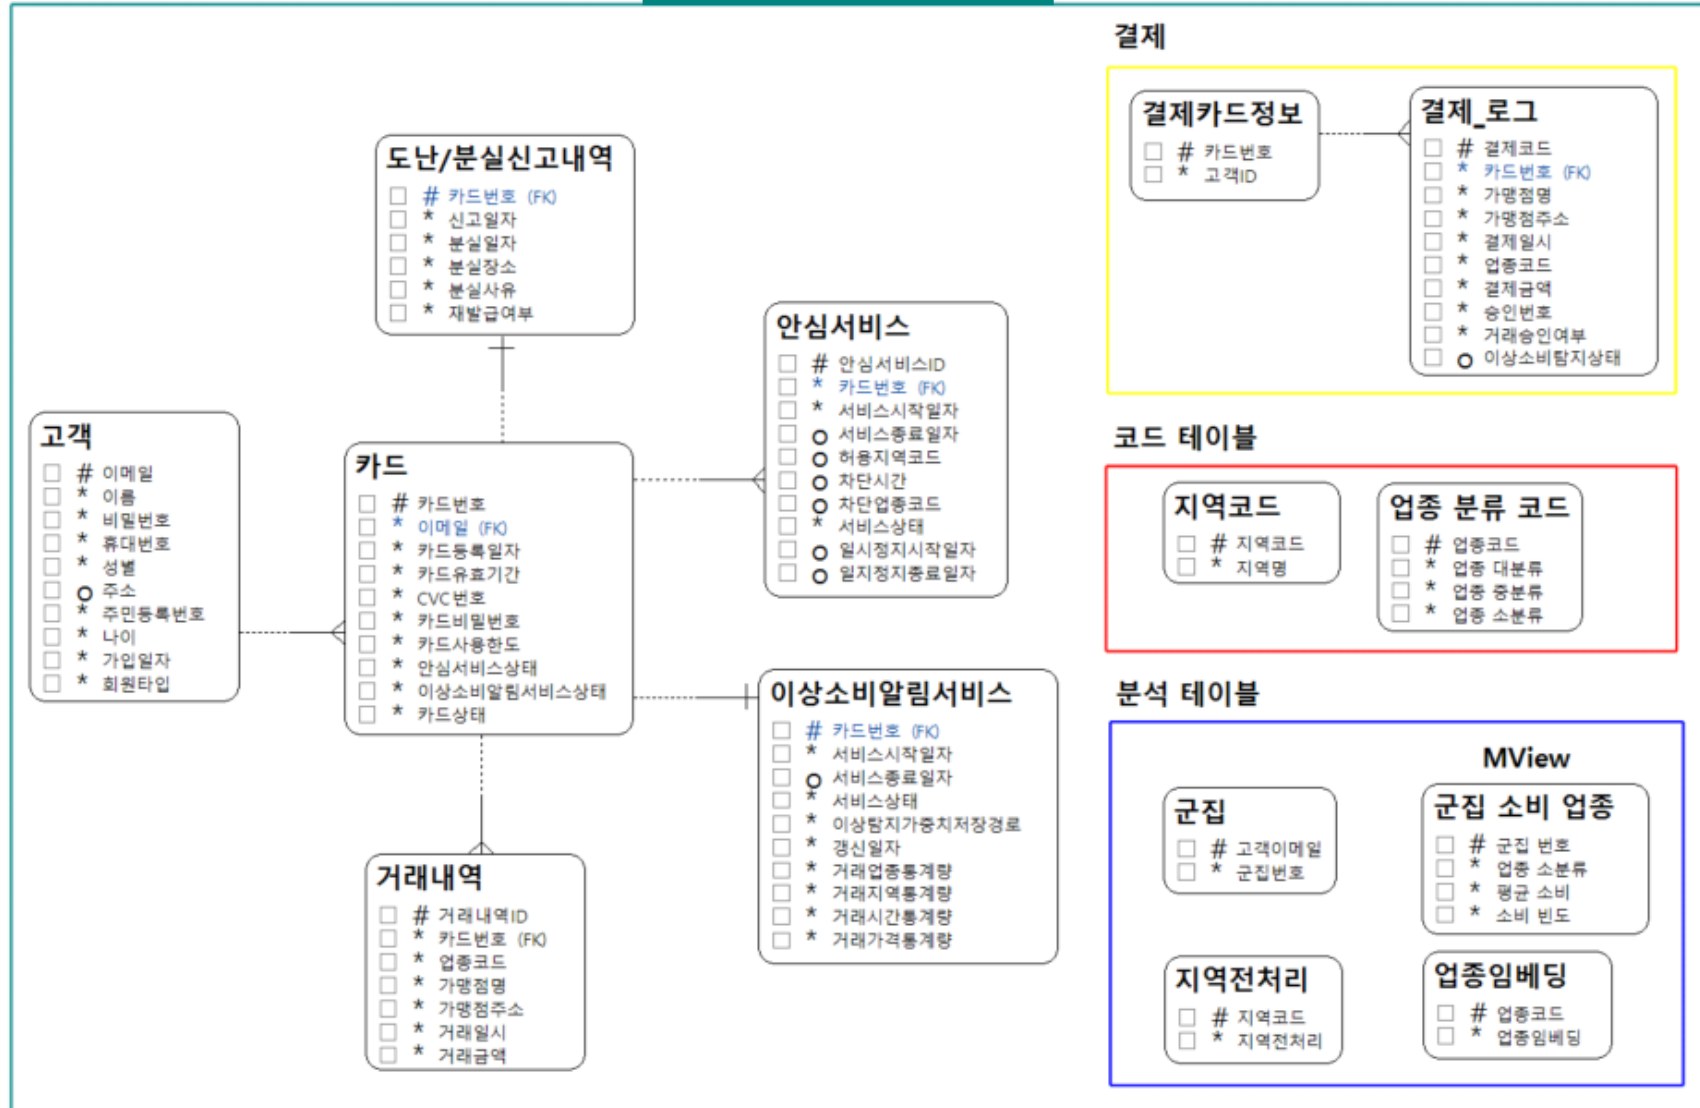 도난/분실신고내역
# 카드번호 (FK)
* 신고일자
* 분실일자
* 분실장소
* 분실사유
* 재발급여부
고객
# 이메일
* 이름
* 비밀번호
* 휴대번호
* 성별
o 주소
* 주민등록번호
* 나이
* 가입일자
* 회원타입
카드
# 카드번호
* 이메일 (FK)
* 카드등록일자
* 카드유효기간
* CVC번호
* 카드비밀번호
* 카드사용한도
* 안심서비스상태
* 이상소비알림서비스상태
* 카드상태
거래내역
# 거래내역ID
* 카드번호 (FK)
* 업종코드
* 가맹점명
* 가맹점주소
* 거래일시
* 거래금액
안심서비스
# 안심서비스ID
* 카드번호 (FK)
* 서비스시작일자
o 서비스종료일자
o 허용지역코드
o 차단시간
o 차단업종코드
* 서비스상태
o 일시정지시작일자
o 일지정지종료일자
이상소비알림서비스
# 카드번호 (FK)
* 서비스시작일자
o 서비스종료일자
* 서비스상태
* 이상탐지가중치저장경로
* 갱신일자
* 거래업종통계량
* 거래지역통계량
* 거래시간통계량
* 거래가격통계량
결제
결제카드정보
# 카드번호
* 고객ID
결제_로그
# 결제코드
* 카드번호 (FK)
* 가맹점명
* 가맹점주소
* 결제일시
* 업종코드
* 결제금액
* 승인번호
* 거래승인여부
o 이상소비탐지상태
코드 테이블
지역코드
# 지역코드
* 지역명
업종 분류 코드
# 업종코드
* 업종 대분류
* 업종 중분류
* 업종 소분류
분석 테이블
군집
# 고객이메일
* 군집번호
MView
군집 소비 업종
# 군집 번호
* 업종 소분류
* 평균 소비
* 소비 빈도
지역전처리
# 지역코드
* 지역전처리
업종임베딩
# 업종코드
* 업종임베딩